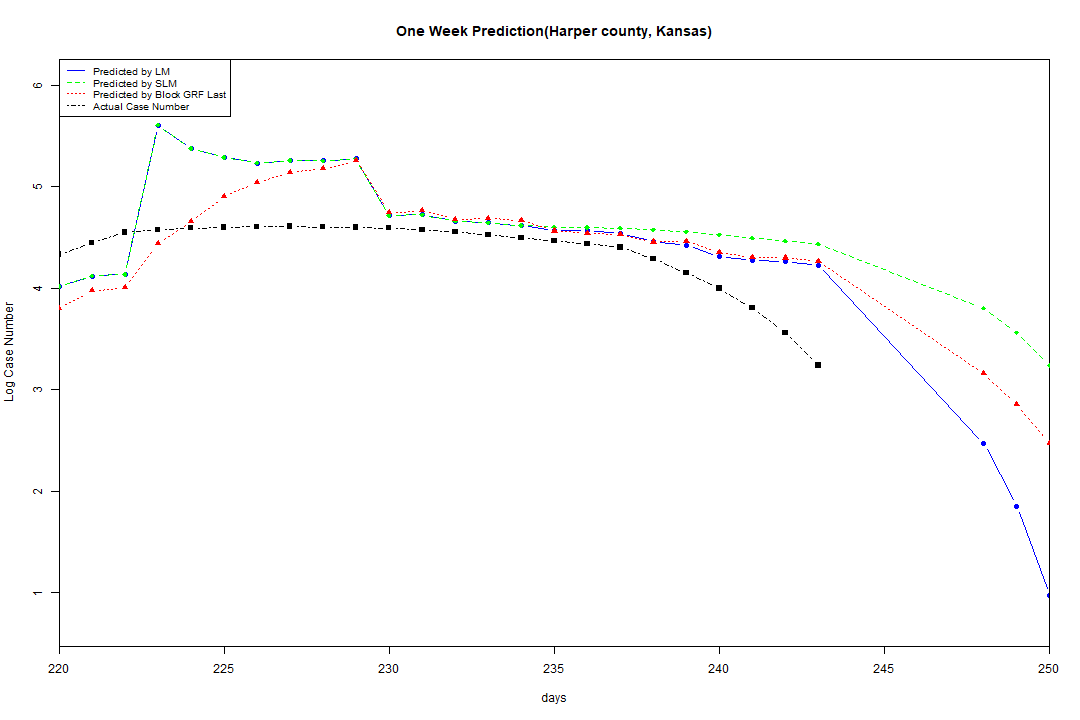 One Week Prediction(Harper county, Kansas)
Predicted by LM
Predicted by SLM
Predicted by Block GRF Last
Actual Case Number
6
5
4
3
2
1
Log Case Number
220 225 230 235 240 245 250
days